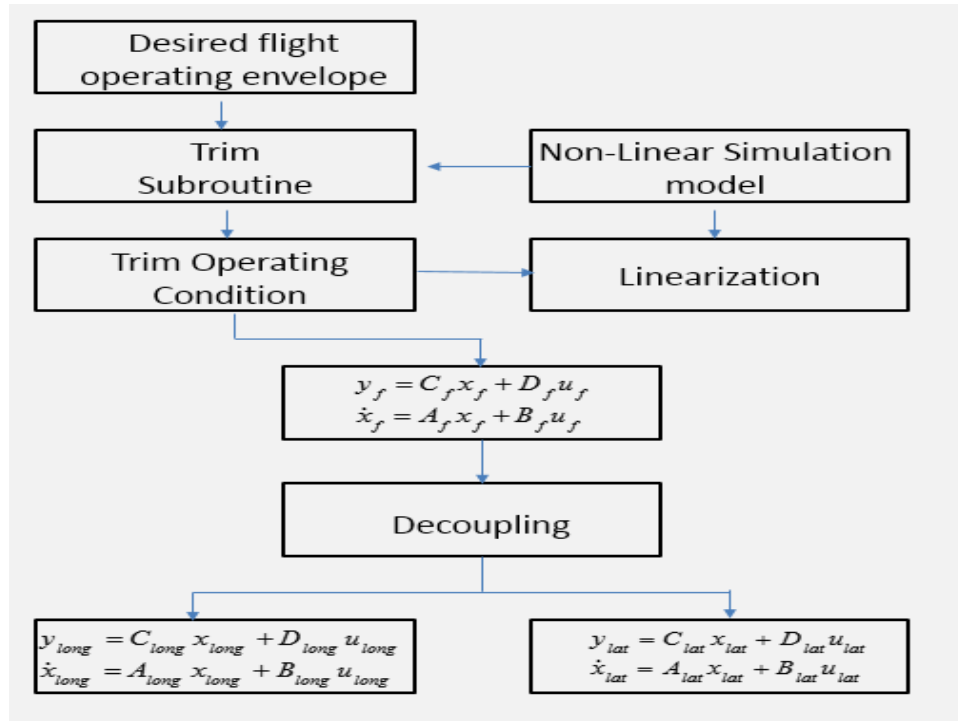 Desired flight
operating envelope
Trim
Subroutine
Non-Linear Simulation
model
Trim Operating
Condition
Linearization
y_f = C_f x_f + D_f u_f
ẋ_f = A_f x_f + B_f u_f
Decoupling
y_long = C_long x_long + D_long u_long
ẋ_long = A_long x_long + B_long u_long
y_lat = C_lat x_lat + D_lat u_lat
ẋ_lat = A_lat x_lat + B_lat u_lat